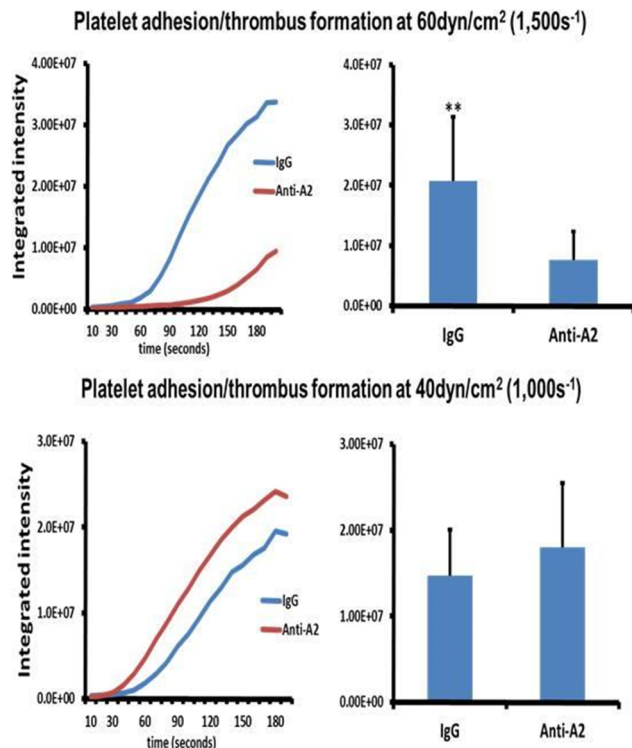 Platelet adhesion/thrombus formation at 60dyn/cm² (1,500s⁻¹)
Integrated intensity
4.00E+07
3.00E+07
2.00E+07
1.00E+07
0.00E+00
10 30 60 90 120 150 180
time (seconds)
IgG
Anti-A2
4.0E+07
3.0E+07
2.0E+07
1.0E+07
0.0E+00
**
IgG Anti-A2
Platelet adhesion/thrombus formation at 40dyn/cm² (1,000s⁻¹)
Integrated intensity
3.0E+07
2.0E+07
1.0E+07
0.0E+00
10 30 60 90 120 150 180
time (seconds)
IgG
Anti-A2
3.00E+07
2.00E+07
1.00E+07
0.00E+00
IgG Anti-A2